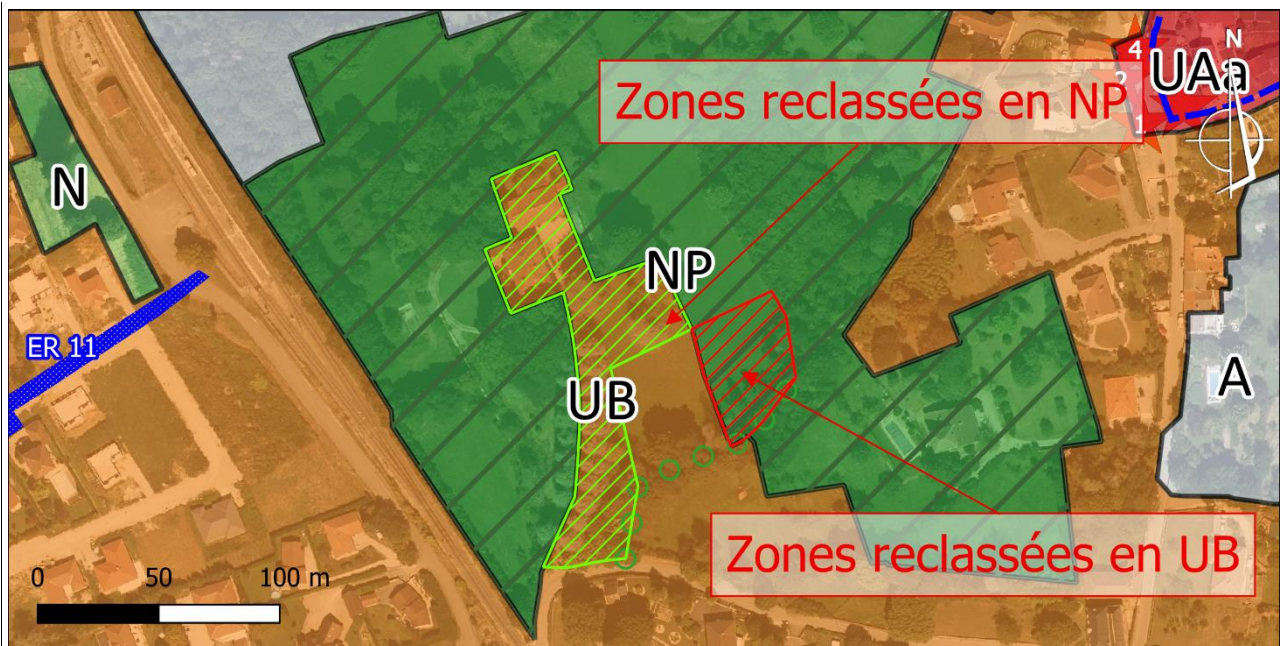 N
4
UAa
2
1
Zones reclassées en NP
N
NP
ER 11
UB
A
Zones reclassées en UB
0 50 100 m